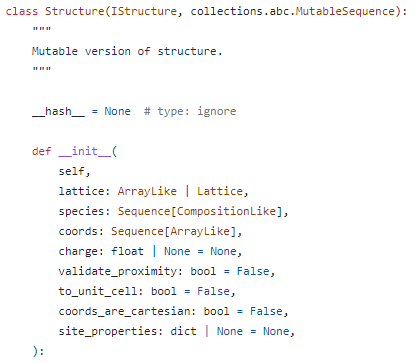 class Structure(IStructure, collections.abc.MutableSequence):
"""
Mutable version of structure.
"""
__hash__ = None  # type: ignore
def __init__(
self,
lattice: ArrayLike | Lattice,
species: Sequence[CompositionLike],
coords: Sequence[ArrayLike],
charge: float | None = None,
validate_proximity: bool = False,
to_unit_cell: bool = False,
coords_are_cartesian: bool = False,
site_properties: dict | None = None,
):